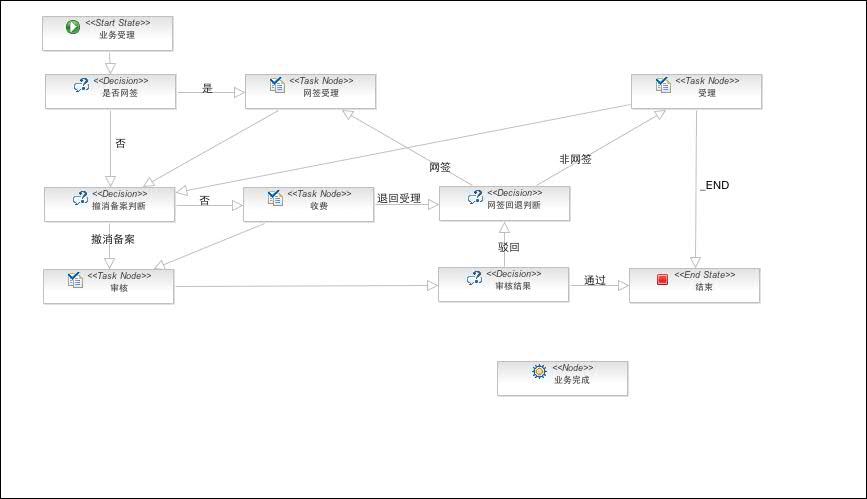 <<Start State>>
业务受理
<<Decision>>
是否网签
是
<<Task Node>>
网签受理
<<Task Node>>
受理
否
网签
非网签
_END
<<Decision>>
撤消备案判断
否
<<Task Node>>
收费
退回受理
<<Decision>>
网签回退判断
撤消备案
驳回
<<Task Node>>
审核
<<Decision>>
审核结果
通过
<<End State>>
结束
<<Node>>
业务完成